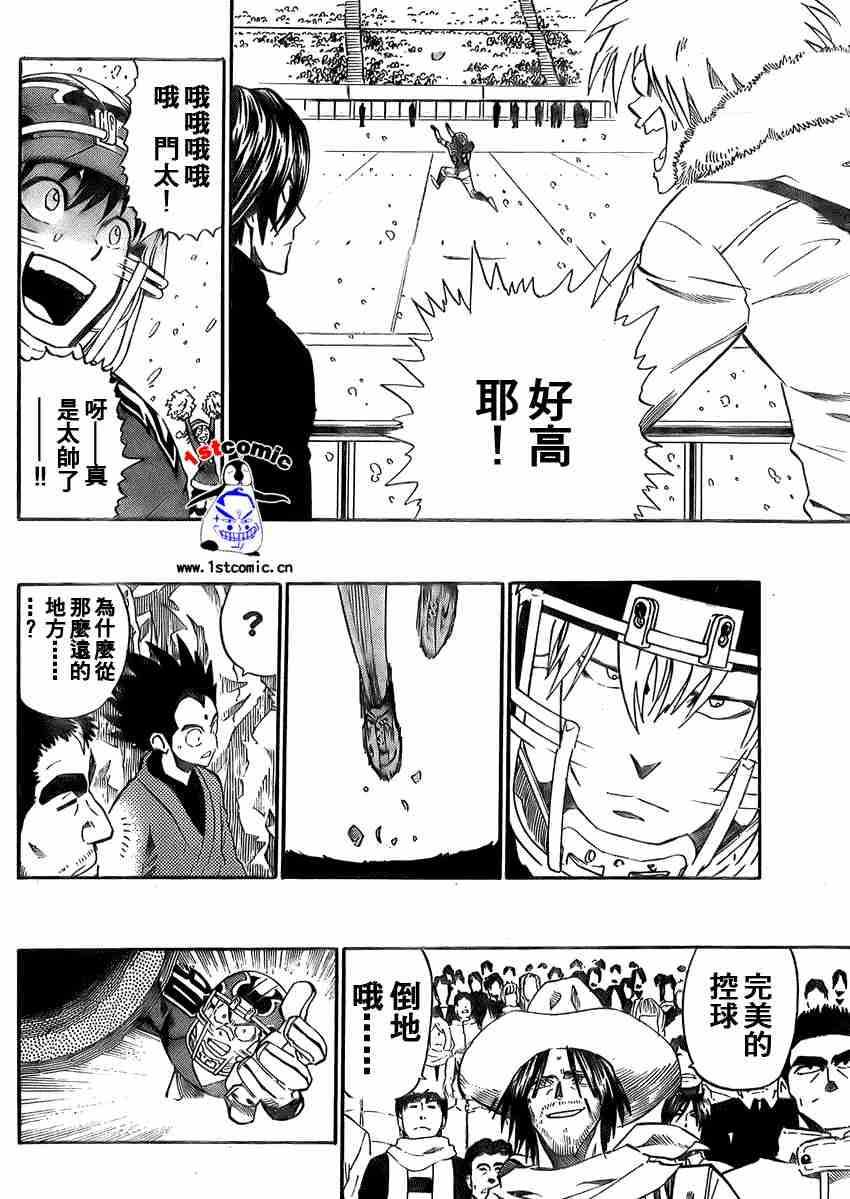 好高
耶！
哦哦哦哦
哦　門太！
呀──真
是太帥了
──!!
1stcomic
www.1stcomic.cn
？
為什麼從
那麼遠的
地方……
…？
完美的
控球
倒地
哦……